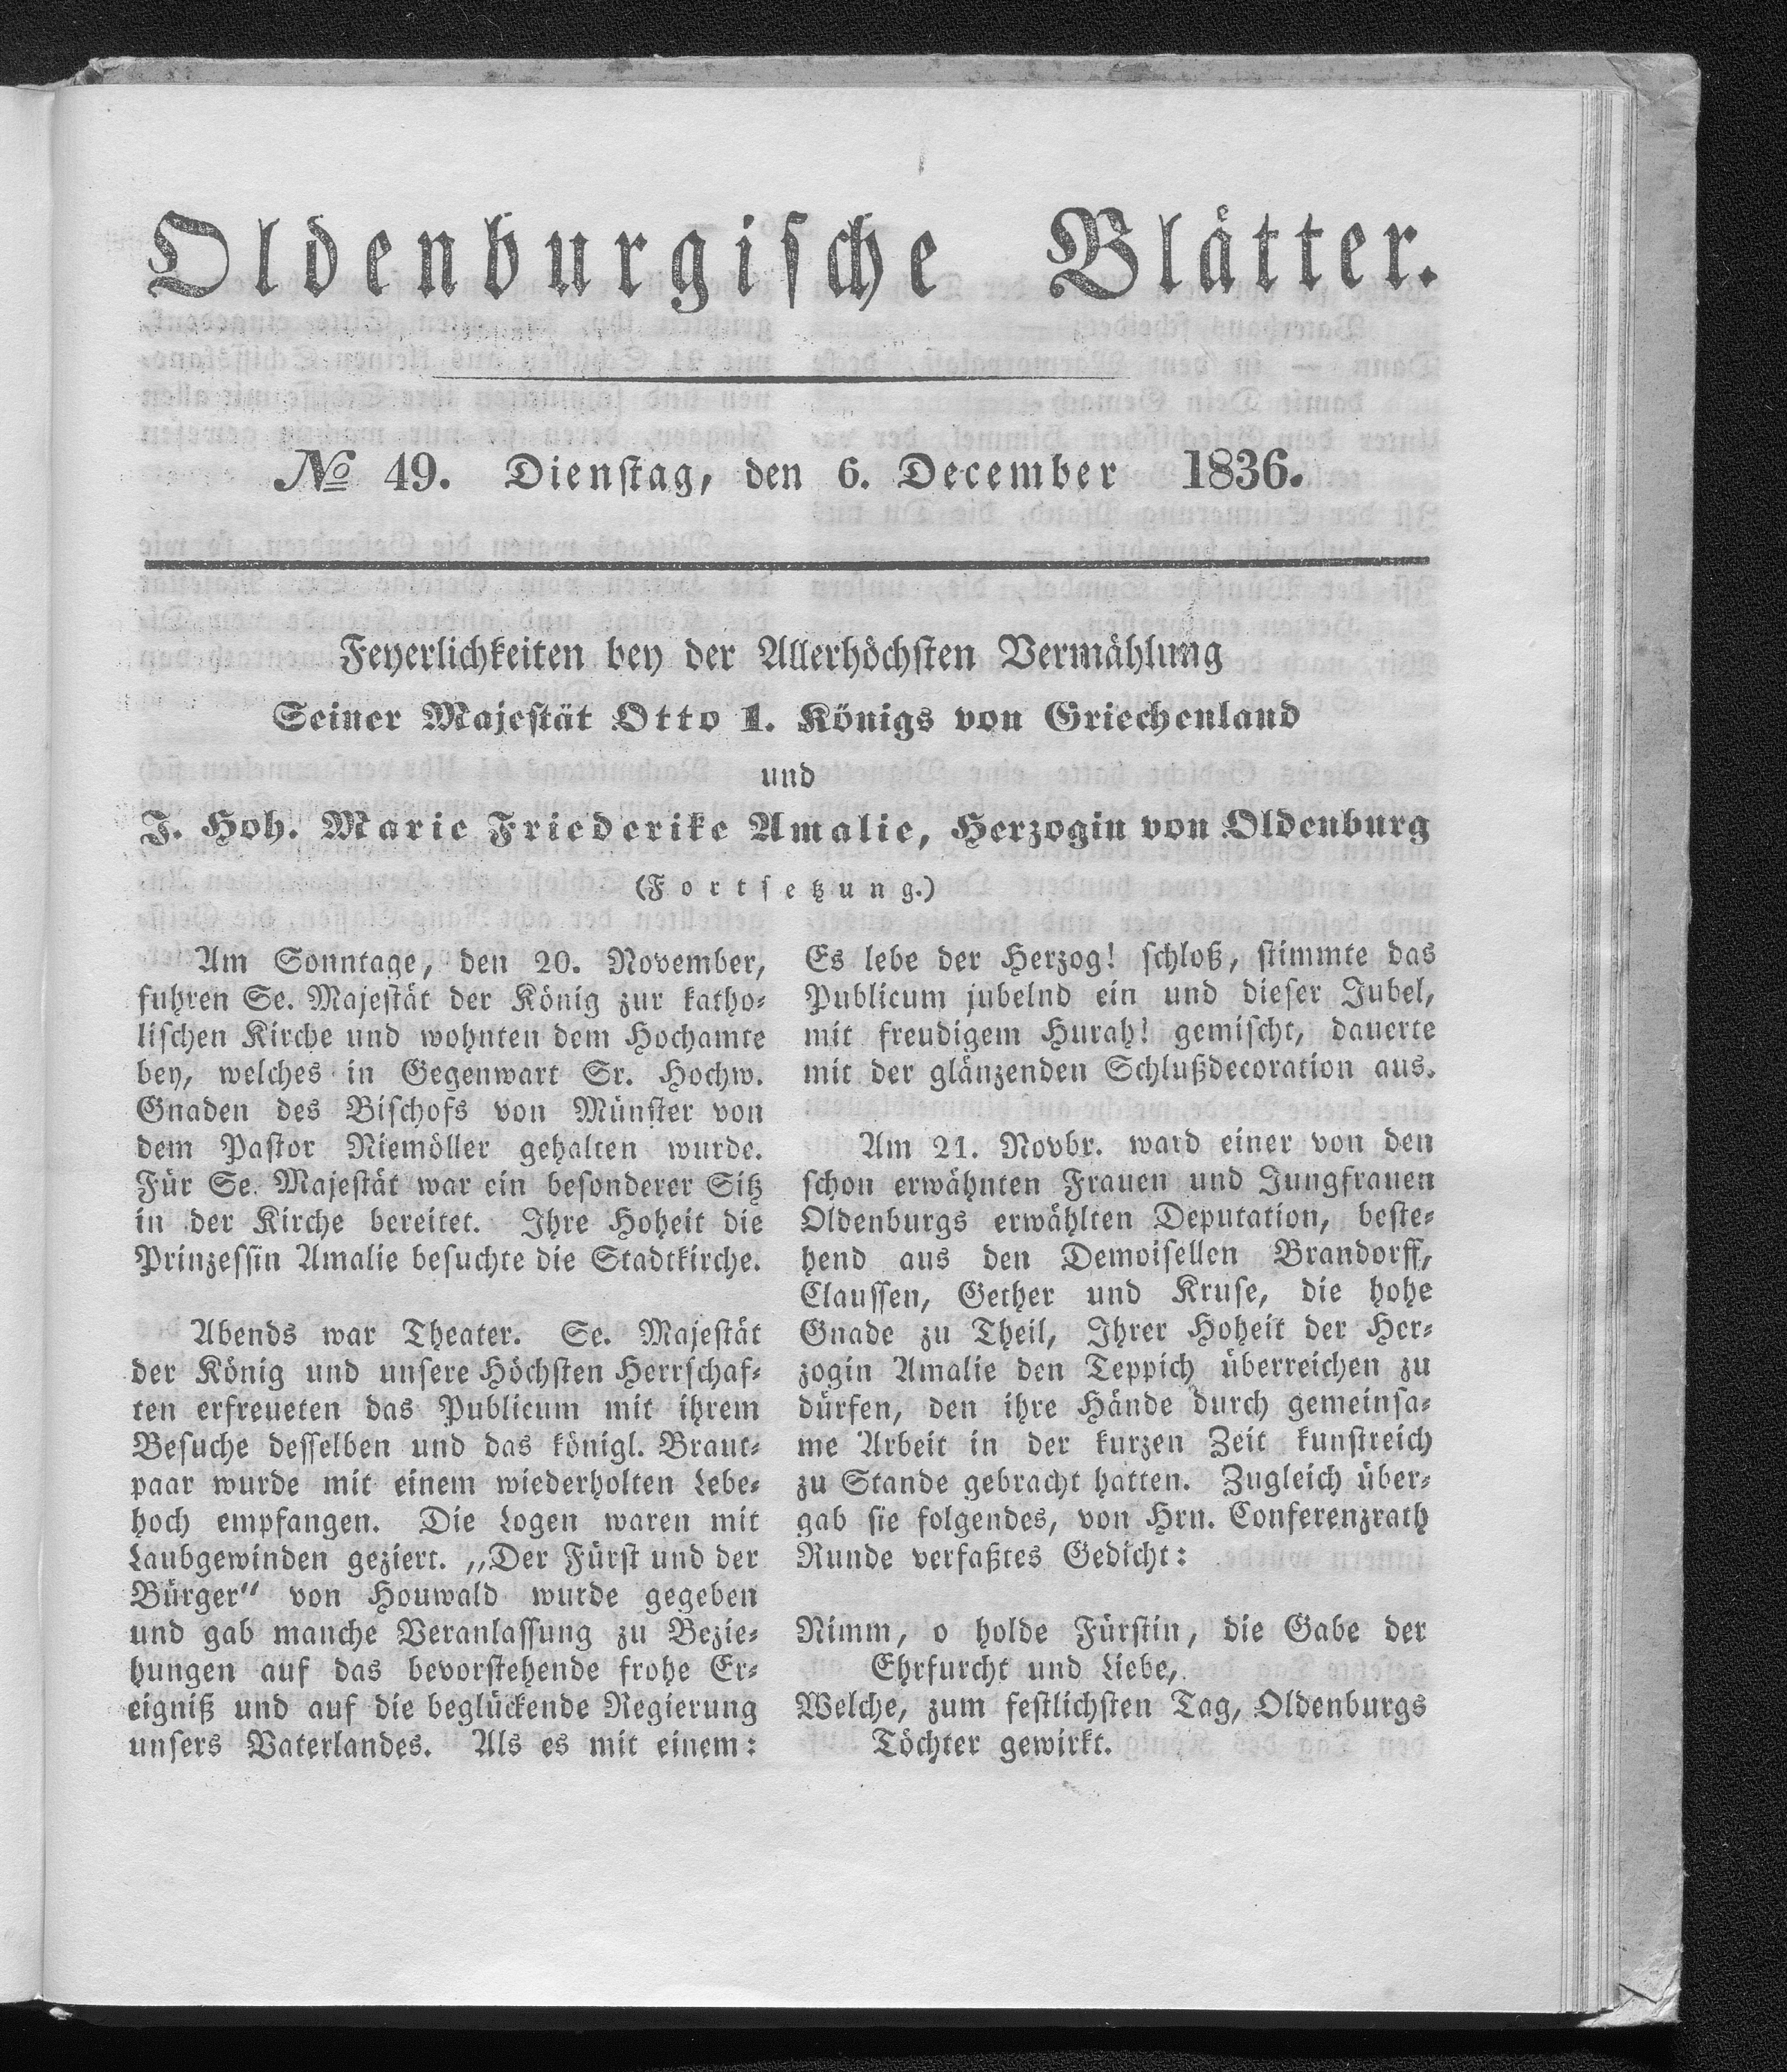 Oldenburgische Blätter.
№ 49. Dienstag, den 6. December 1836.
Feyerlichkeiten bey der Allerhöchsten Vermählung
Seiner Majestät Otto I. Königs von Griechenland
und
J. Hoh. Marie Friederike Amalie, Herzogin von Oldenburg
(Fortsetzung.)
Am Sonntage, den 20. November,
fuhren Se. Majestät der König zur katho-
lischen Kirche und wohnten dem Hochamte
bey, welches in Gegenwart Sr. Hochw.
Gnaden des Bischofs von Münster von
dem Pastor Niemöller gehalten wurde.
Für Se. Majestät war ein besonderer Sitz
in der Kirche bereitet. Ihre Hoheit die
Prinzessin Amalie besuchte die Stadtkirche.
Abends war Theater. Se. Majestät
der König und unsere Höchsten Herrschaf-
ten erfreueten das Publicum mit ihrem
Besuche desselben und das königl. Braut-
paar wurde mit einem wiederholten Lebe-
hoch empfangen. Die Logen waren mit
Laubgewinden geziert. „Der Fürst und der
Bürger“ von Houwald wurde gegeben
und gab manche Veranlassung zu Bezie-
hungen auf das bevorstehende frohe Er-
eigniß und auf die beglückende Regierung
unsers Vaterlandes. Als es mit einem:
Es lebe der Herzog! schloß, stimmte das
Publicum jubelnd ein und dieser Jubel,
mit freudigem Hurah! gemischt, dauerte
mit der glänzenden Schlußdecoration aus.
Am 21. Novbr. ward einer von den
schon erwähnten Frauen und Jungfrauen
Oldenburgs erwählten Deputation, beste-
hend aus den Demoisellen Brandorff,
Claussen, Gether und Kruse, die hohe
Gnade zu Theil, Ihrer Hoheit der Her-
zogin Amalie den Teppich überreichen zu
dürfen, den ihre Hände durch gemeinsa-
me Arbeit in der kurzen Zeit kunstreich
zu Stande gebracht hatten. Zugleich über-
gab sie folgendes, von Hrn. Conferenzrath
Runde verfaßtes Gedicht:
Nimm, o holde Fürstin, die Gabe der
Ehrfurcht und Liebe,
Welche, zum festlichsten Tag, Oldenburgs
Töchter gewirkt.